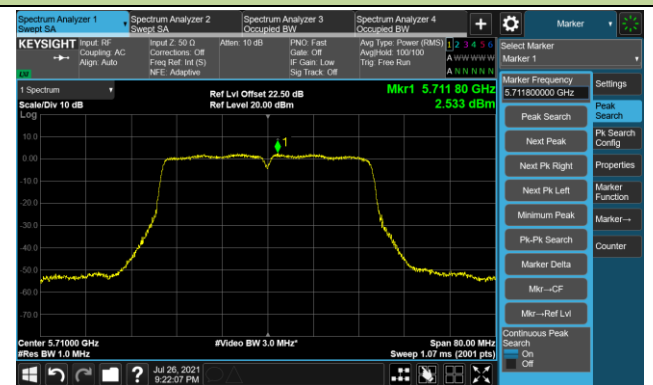 Spectrum Analyzer 1
Swept SA
Spectrum Analyzer 2
Swept SA
Spectrum Analyzer 3
Occupied BW
Spectrum Analyzer 4
Occupied BW
+
Marker
KEYSIGHT
Input: RF
Coupling: AC
Align: Auto
Input Z: 50 Ω
Corrections: Off
Freq Ref: Int (S)
NFE: Adaptive
Atten: 10 dB
PNO: Fast
Gate: Off
IF Gain: Low
Sig Track: Off
Avg Type: Power (RMS)
Avg|Hold: 100/100
Trig: Free Run
1 2 3 4 5 6
A W W W W W
A N N N N N
Select Marker
Marker 1
1 Spectrum
Scale/Div 10 dB
Log
Ref Lvl Offset 22.50 dB
Ref Level 20.00 dBm
Mkr1 5.711 80 GHz
2.533 dBm
1
10.0
0.00
-10.0
-20.0
-30.0
-40.0
-50.0
-60.0
-70.0
Center 5.71000 GHz
#Res BW 1.0 MHz
#Video BW 3.0 MHz*
Span 80.00 MHz
Sweep 1.07 ms (2001 pts)
Marker Frequency
5.711800000 GHz
Peak Search
Next Peak
Next Pk Right
Next Pk Left
Minimum Peak
Pk-Pk Search
Marker Delta
Mkr→CF
Mkr→Ref Lvl
Continuous Peak
Search
On
Off
Settings
Peak
Search
Pk Search
Config
Properties
Marker
Function
Marker→
Counter
?
Jul 26, 2021
9:22:07 PM